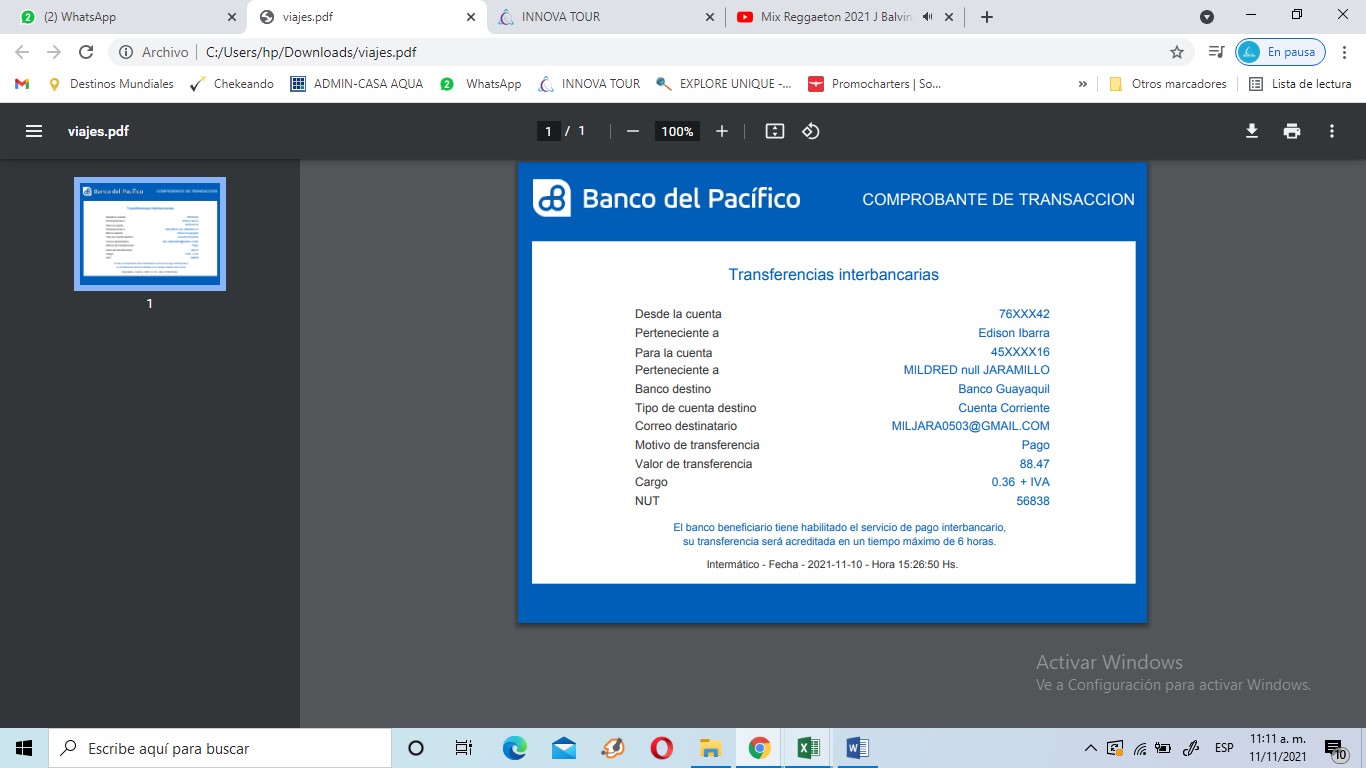 (2) WhatsApp
viajes.pdf
INNOVA TOUR
Mix Reggaeton 2021 J Balvin,
Archivo
C:/Users/hp/Downloads/viajes.pdf
En pausa
Destinos Mundiales
Chekeando
ADMIN-CASA AQUA
2
WhatsApp
INNOVA TOUR
EXPLORE UNIQUE -...
Promocharters | So...
»
Otros marcadores
Lista de lectura
viajes.pdf
1 / 1
100%
1
Banco del Pacífico
COMPROBANTE DE TRANSACCION
Transferencias interbancarias
Desde la cuenta 76XXX42
Perteneciente a Edison Ibarra
Para la cuenta 45XXXX16
Perteneciente a MILDRED null JARAMILLO
Banco destino Banco Guayaquil
Tipo de cuenta destino Cuenta Corriente
Correo destinatario MILJARA0503@GMAIL.COM
Motivo de transferencia Pago
Valor de transferencia 88.47
Cargo 0.36 + IVA
NUT 56838
El banco beneficiario tiene habilitado el servicio de pago interbancario,
su transferencia será acreditada en un tiempo máximo de 6 horas.
Intermático - Fecha - 2021-11-10 - Hora 15:26:50 Hs.
Activar Windows
Ve a Configuración para activar Windows.
Escribe aquí para buscar
ESP
11:11 a. m.
11/11/2021
10